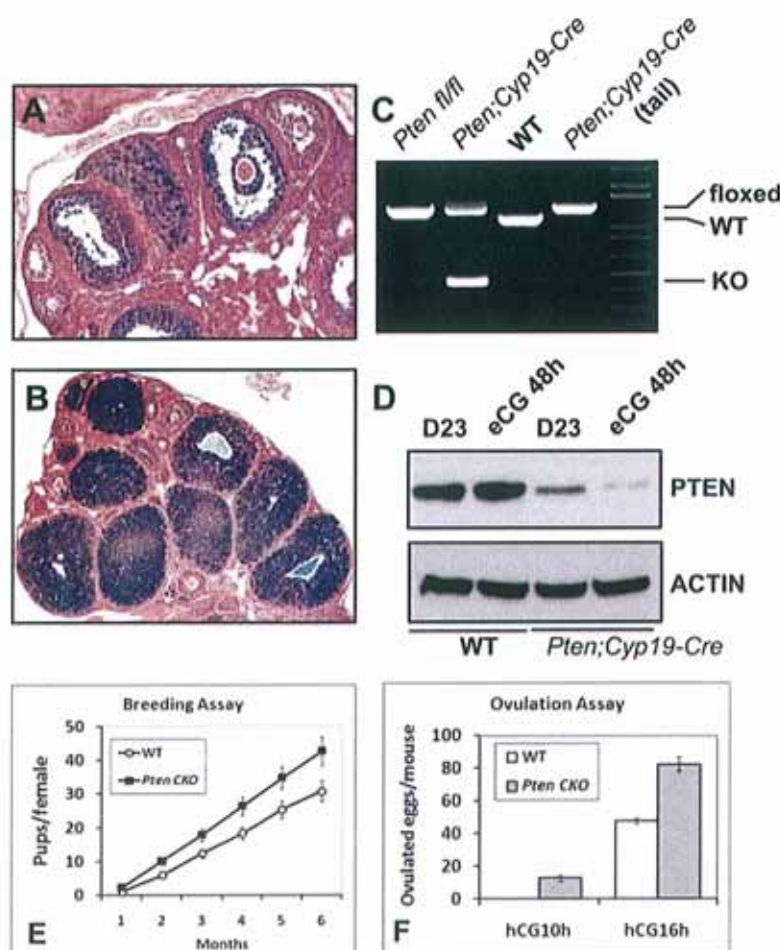 A
B
C
Pten fl/fl
Pten;Cyp19-Cre
WT
Pten;Cyp19-Cre
(tail)
floxed
WT
KO
D
D23
eCG 48h
D23
eCG 48h
PTEN
ACTIN
WT
Pten;Cyp19-Cre
Breeding Assay
50
40
30
20
10
0
Pups/female
WT
Pten CKO
1 2 3 4 5 6
Months
E
Ovulation Assay
100
80
60
40
20
0
Ovulated eggs/mouse
WT
Pten CKO
hCG10h hCG16h
F